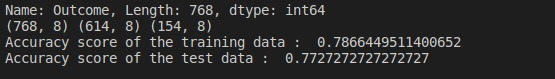 Name: Outcome, Length: 768, dtype: int64
(768, 8) (614, 8) (154, 8)
Accuracy score of the training data :  0.7866449511400652
Accuracy score of the test data :  0.7727272727272727